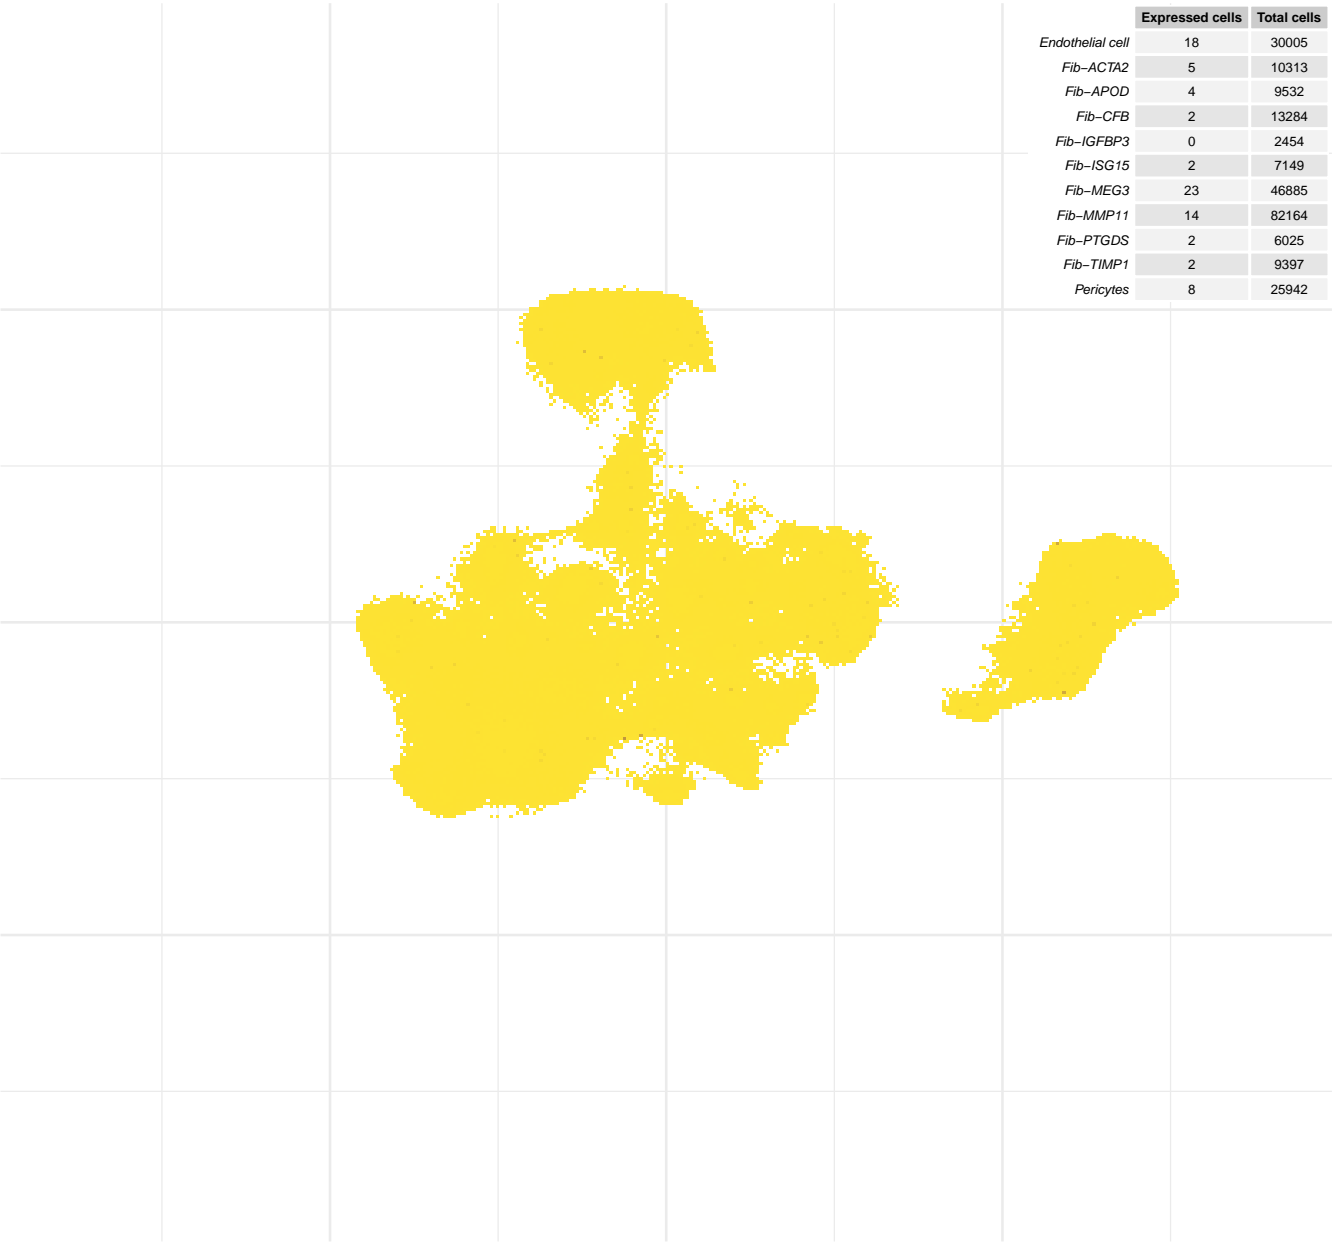 Expressed cells Total cells
Endothelial cell 18 30005
Fib−ACTA2 5 10313
Fib−APOD 4 9532
Fib−CFB 2 13284
Fib−IGFBP3 0 2454
Fib−ISG15 2 7149
Fib−MEG3 23 46885
Fib−MMP11 14 82164
Fib−PTGDS 2 6025
Fib−TIMP1 2 9397
Pericytes 8 25942